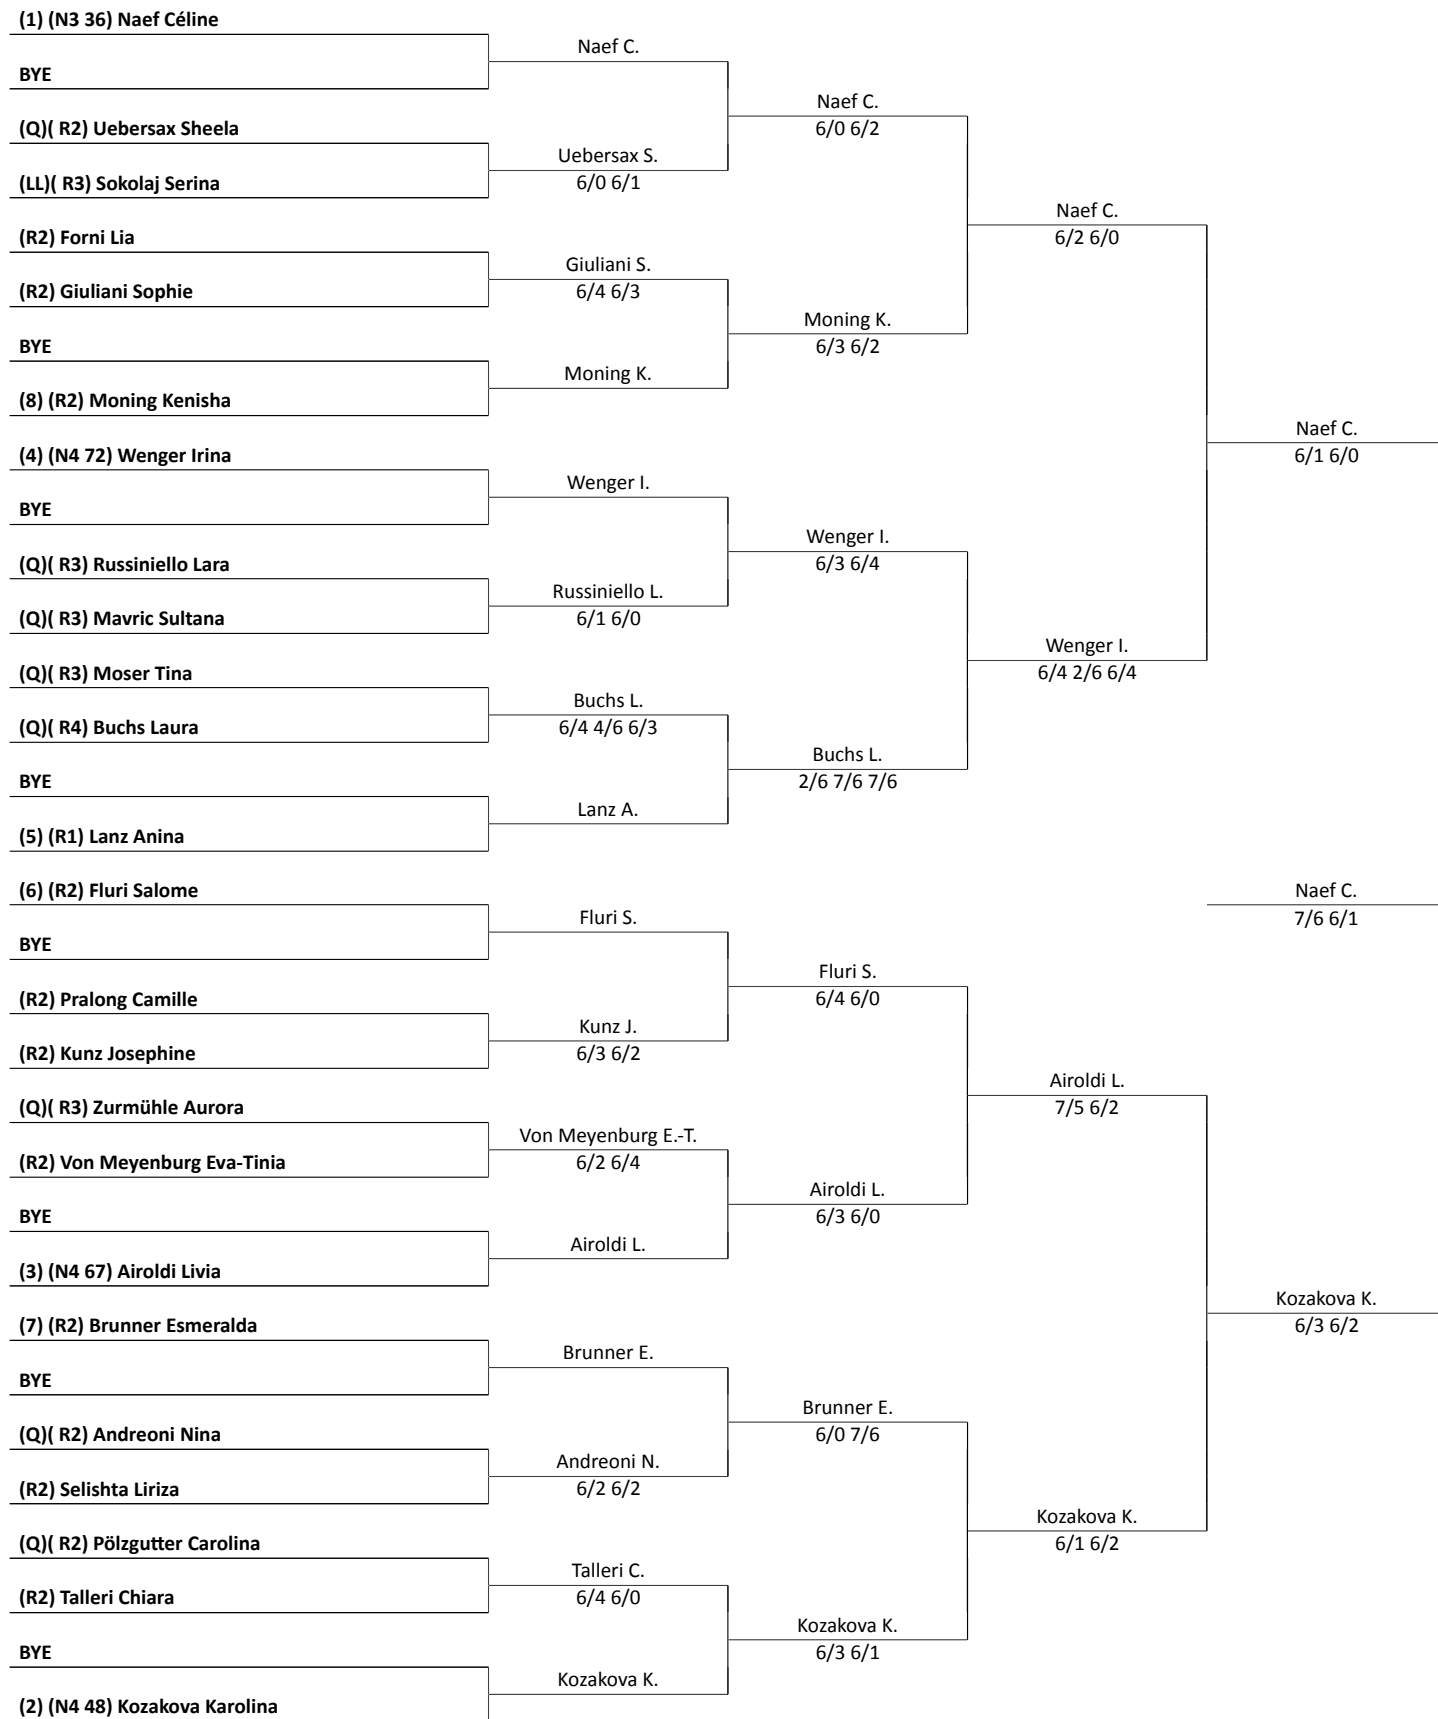 (1) (N3 36) Naef Céline
BYE
(Q)( R2) Uebersax Sheela
(LL)( R3) Sokolaj Serina
(R2) Forni Lia
(R2) Giuliani Sophie
BYE
(8) (R2) Moning Kenisha
(4) (N4 72) Wenger Irina
BYE
(Q)( R3) Russiniello Lara
(Q)( R3) Mavric Sultana
(Q)( R3) Moser Tina
(Q)( R4) Buchs Laura
BYE
(5) (R1) Lanz Anina
(6) (R2) Fluri Salome
BYE
(R2) Pralong Camille
(R2) Kunz Josephine
(Q)( R3) Zurmühle Aurora
(R2) Von Meyenburg Eva-Tinia
BYE
(3) (N4 67) Airoldi Livia
(7) (R2) Brunner Esmeralda
BYE
(Q)( R2) Andreoni Nina
(R2) Selishta Liriza
(Q)( R2) Pölzgutter Carolina
(R2) Talleri Chiara
BYE
(2) (N4 48) Kozakova Karolina
Naef C.
Uebersax S.
6/0 6/1
Giuliani S.
6/4 6/3
Moning K.
Wenger I.
Russiniello L.
6/1 6/0
Buchs L.
6/4 4/6 6/3
Lanz A.
Fluri S.
Kunz J.
6/3 6/2
Von Meyenburg E.-T.
6/2 6/4
Airoldi L.
Brunner E.
Andreoni N.
6/2 6/2
Talleri C.
6/4 6/0
Kozakova K.
Naef C.
6/0 6/2
Moning K.
6/3 6/2
Wenger I.
6/3 6/4
Buchs L.
2/6 7/6 7/6
Fluri S.
6/4 6/0
Airoldi L.
6/3 6/0
Brunner E.
6/0 7/6
Kozakova K.
6/3 6/1
Naef C.
6/2 6/0
Wenger I.
6/4 2/6 6/4
Airoldi L.
7/5 6/2
Kozakova K.
6/1 6/2
Naef C.
6/1 6/0
Naef C.
7/6 6/1
Kozakova K.
6/3 6/2